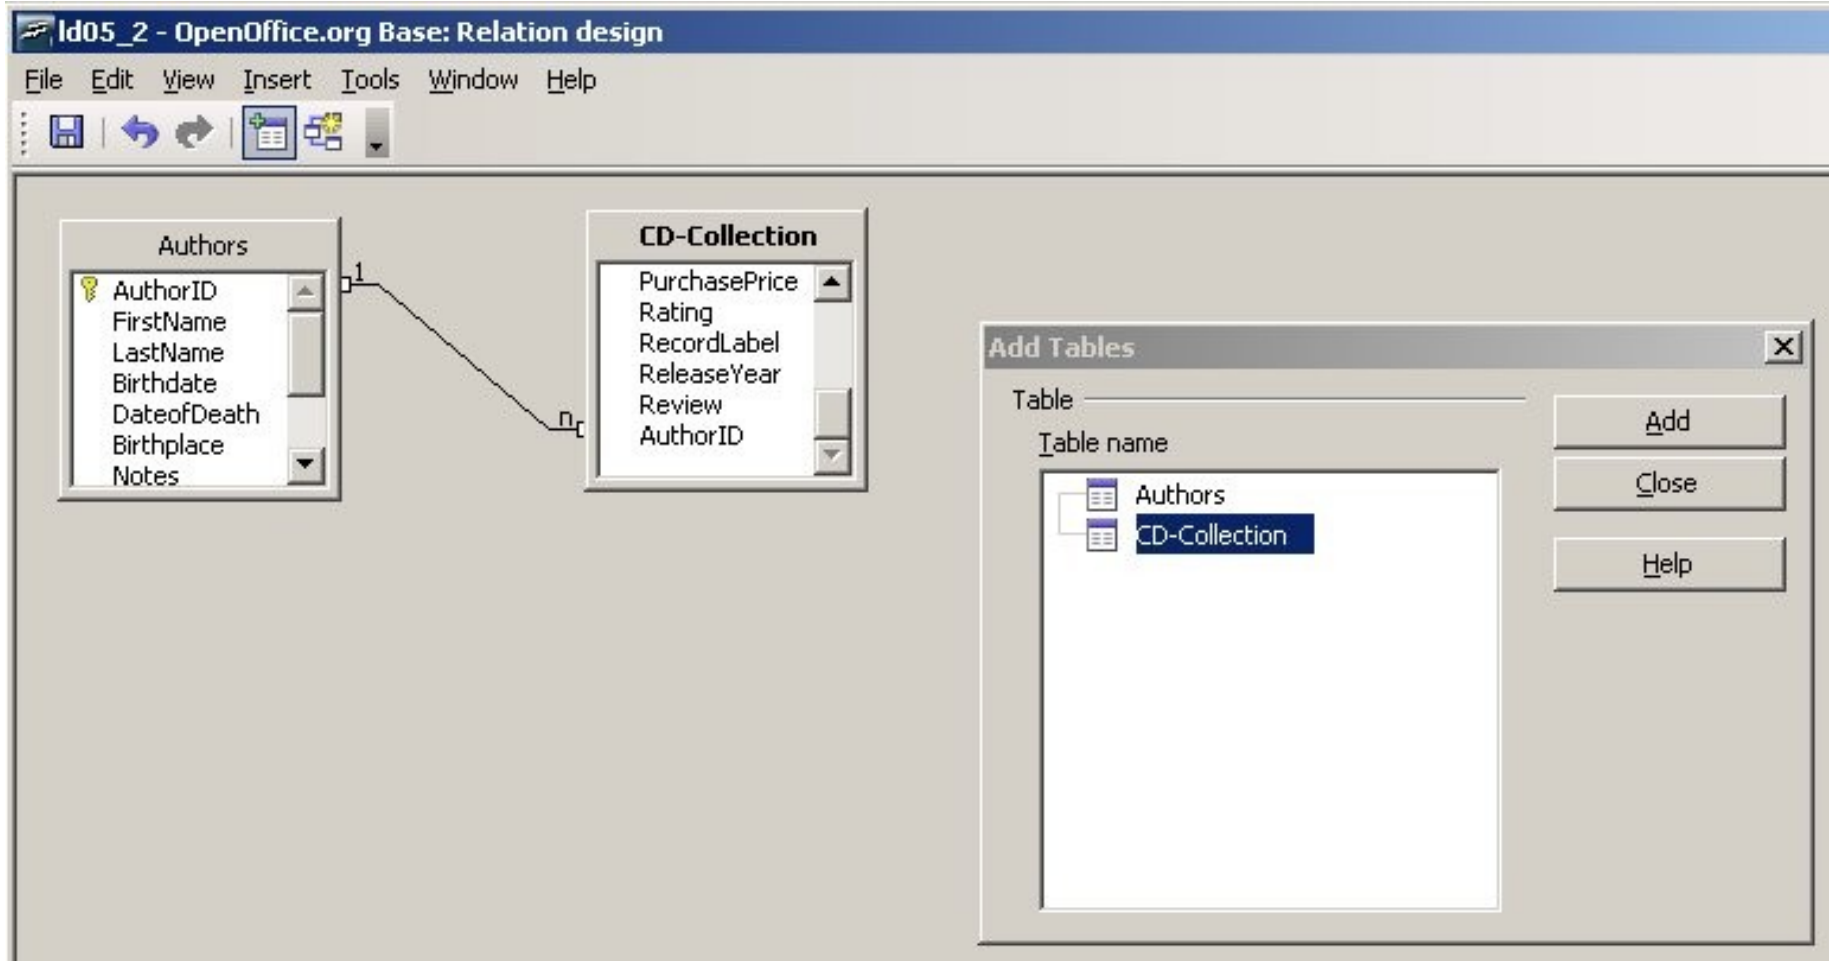 ld05_2 - OpenOffice.org Base: Relation design
File Edit View Insert Tools Window Help
Authors
AuthorID
FirstName
LastName
Birthdate
DateofDeath
Birthplace
Notes
1
n
CD-Collection
PurchasePrice
Rating
RecordLabel
ReleaseYear
Review
AuthorID
Add Tables
Table
Table name
Authors
CD-Collection
Add
Close
Help